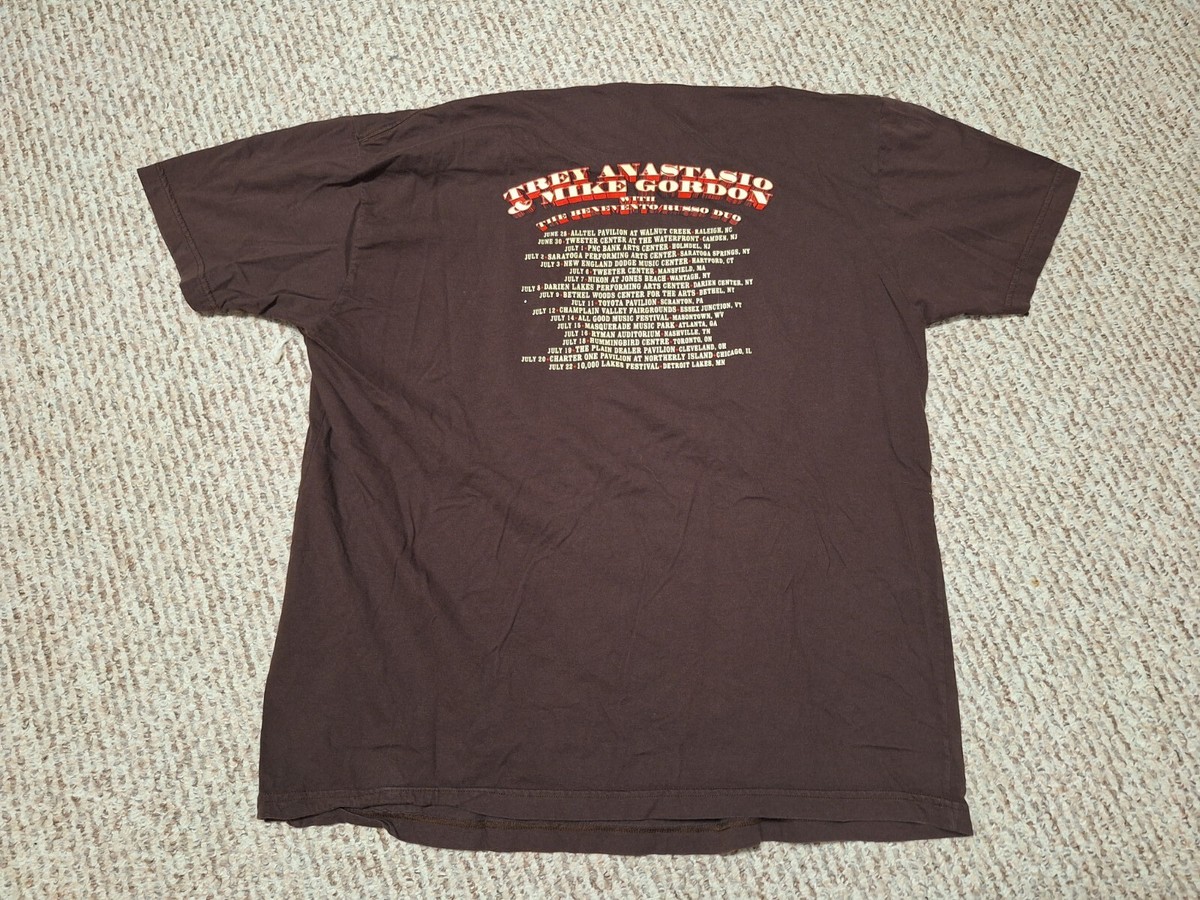 TREY ANASTASIO
& MIKE GORDON
WITH
THE BENEVENTO/RUSSO DUO
JUNE 28 • ALLTEL PAVILION AT WALNUT CREEK • RALEIGH, NC
JUNE 30 • TWEETER CENTER AT THE WATERFRONT • CAMDEN, NJ
JULY 1 • PNC BANK ARTS CENTER • HOLMDEL, NJ
JULY 2 • SARATOGA PERFORMING ARTS CENTER • SARATOGA SPRINGS, NY
JULY 3 • NEW ENGLAND DODGE MUSIC CENTER • HARTFORD, CT
JULY 6 • TWEETER CENTER • MANSFIELD, MA
JULY 7 • NIKON AT JONES BEACH • WANTAGH, NY
JULY 8 • DARIEN LAKES PERFORMING ARTS CENTER • DARIEN CENTER, NY
JULY 9 • BETHEL WOODS CENTER FOR THE ARTS • BETHEL, NY
JULY 11 • TOYOTA PAVILION • SCRANTON, PA
JULY 12 • CHAMPLAIN VALLEY FAIRGROUNDS • ESSEX JUNCTION, VT
JULY 14 • ALL GOOD MUSIC FESTIVAL • MASONTOWN, WV
JULY 15 • MASQUERADE MUSIC PARK • ATLANTA, GA
JULY 16 • RYMAN AUDITORIUM • NASHVILLE, TN
JULY 18 • HUMMINGBIRD CENTRE • TORONTO, ON
JULY 19 • THE PLAIN DEALER PAVILION • CLEVELAND, OH
JULY 20 • CHARTER ONE PAVILION AT NORTHERLY ISLAND • CHICAGO, IL
JULY 22 • 10,000 LAKES FESTIVAL • DETROIT LAKES, MN